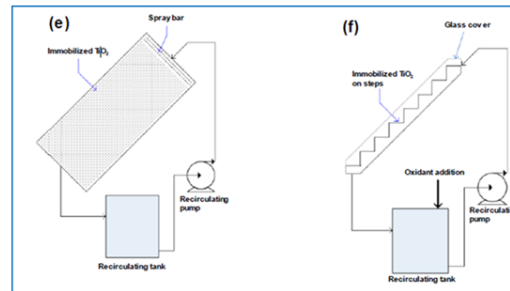 (e)
Spray bar
Immobilized TiO₂
Recirculating
pump
Recirculating tank
(f)
Glass cover
Immobilized TiO₂
on steps
Oxidant addition
Recirculati
pump
Recirculating tank